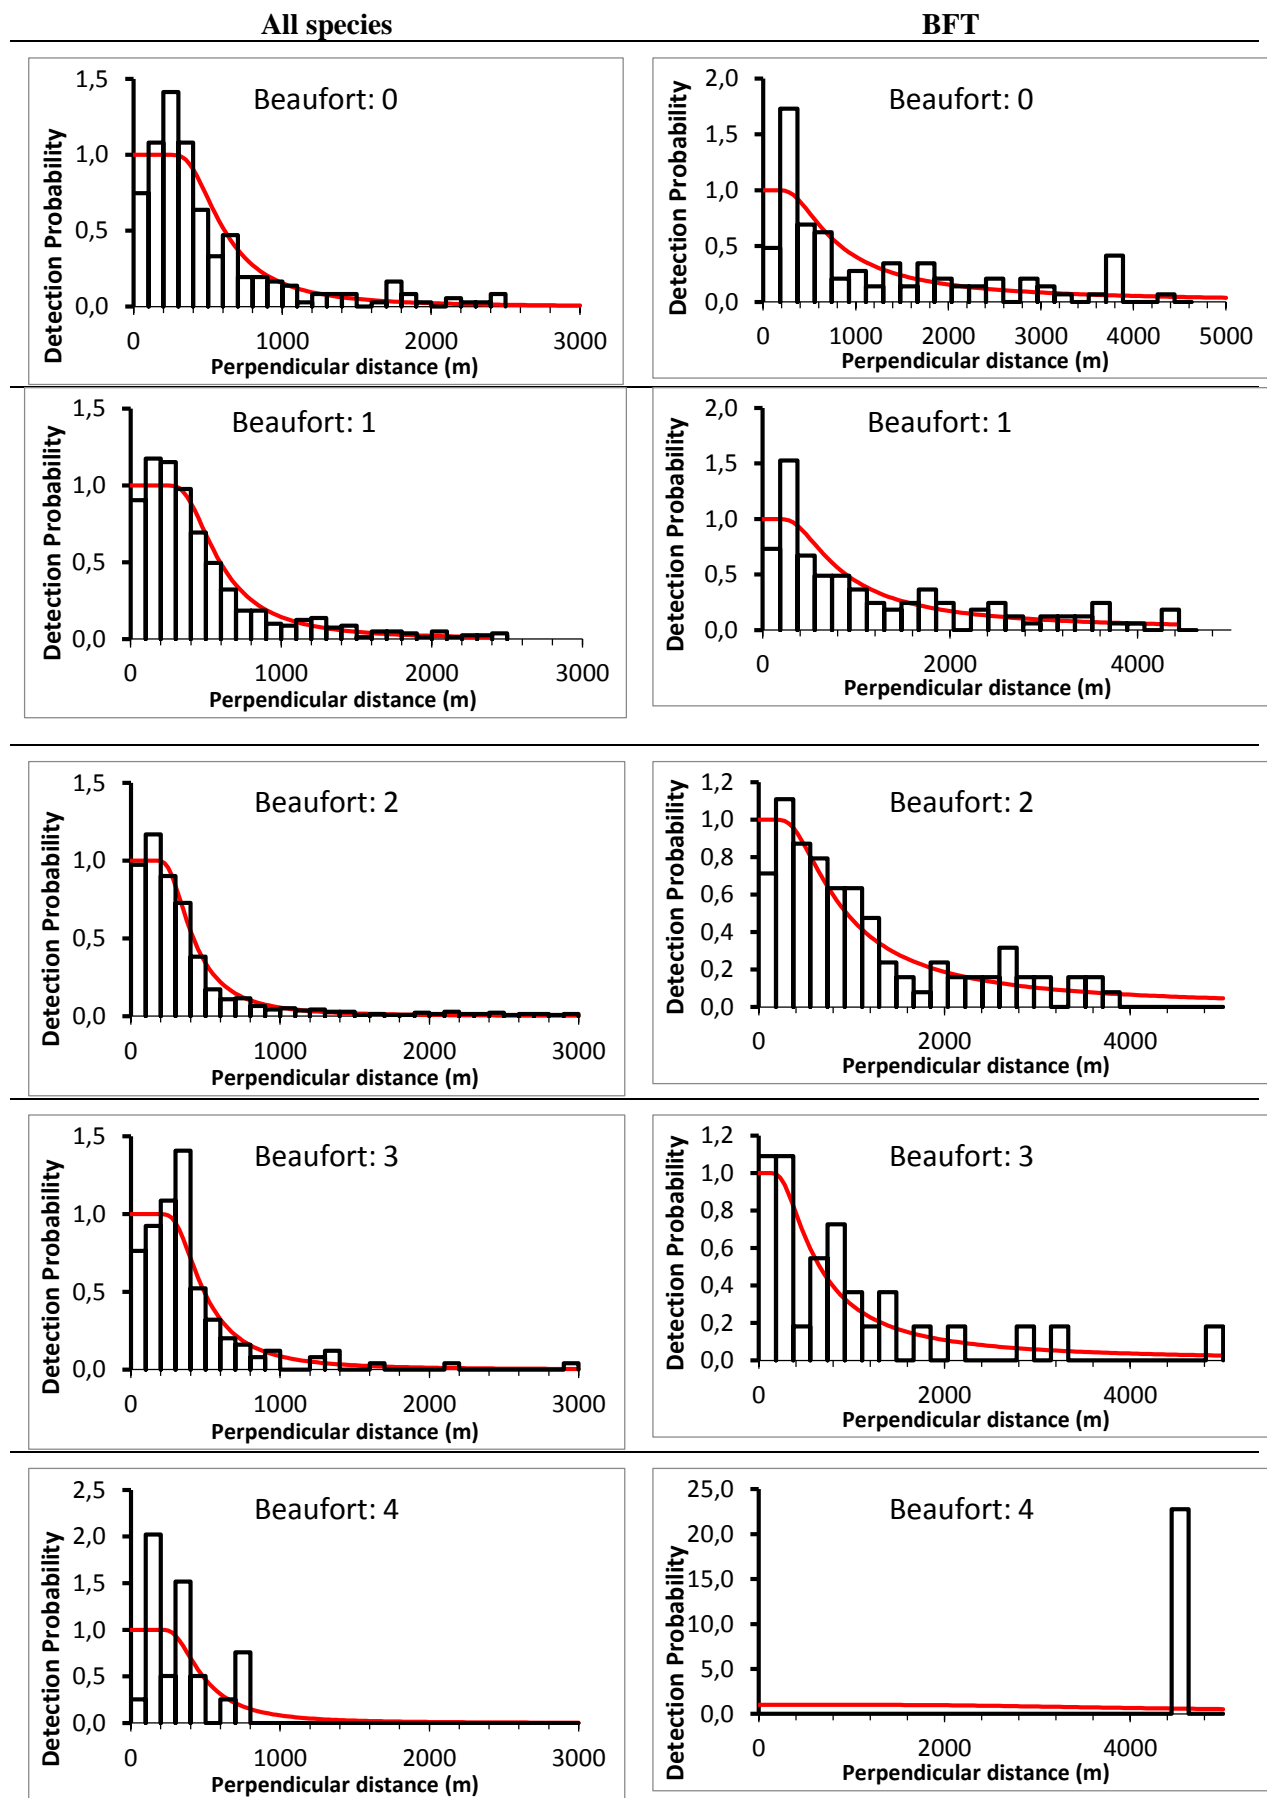 All species BFT
Beaufort: 0
Detection Probability
1,5
1,0
0,5
0,0
0 1000 2000 3000
Perpendicular distance (m)
Beaufort: 0
Detection Probability
2,0
1,5
1,0
0,5
0,0
0 1000 2000 3000 4000 5000
Perpendicular distance (m)
Beaufort: 1
Detection Probability
1,5
1,0
0,5
0,0
0 1000 2000 3000
Perpendicular distance (m)
Beaufort: 1
Detection Probability
2,0
1,5
1,0
0,5
0,0
0 2000 4000
Perpendicular distance (m)
Beaufort: 2
Detection Probability
1,5
1,0
0,5
0,0
0 1000 2000 3000
Perpendicular distance (m)
Beaufort: 2
Detection Probability
1,2
1,0
0,8
0,6
0,4
0,2
0,0
0 2000 4000
Perpendicular distance (m)
Beaufort: 3
Detection Probability
1,5
1,0
0,5
0,0
0 1000 2000 3000
Perpendicular distance (m)
Beaufort: 3
Detection Probability
1,2
1,0
0,8
0,6
0,4
0,2
0,0
0 2000 4000
Perpendicular distance (m)
Beaufort: 4
Detection Probability
2,5
2,0
1,5
1,0
0,5
0,0
0 1000 2000 3000
Perpendicular distance (m)
Beaufort: 4
Detection Probability
25,0
20,0
15,0
10,0
5,0
0,0
0 2000 4000
Perpendicular distance (m)